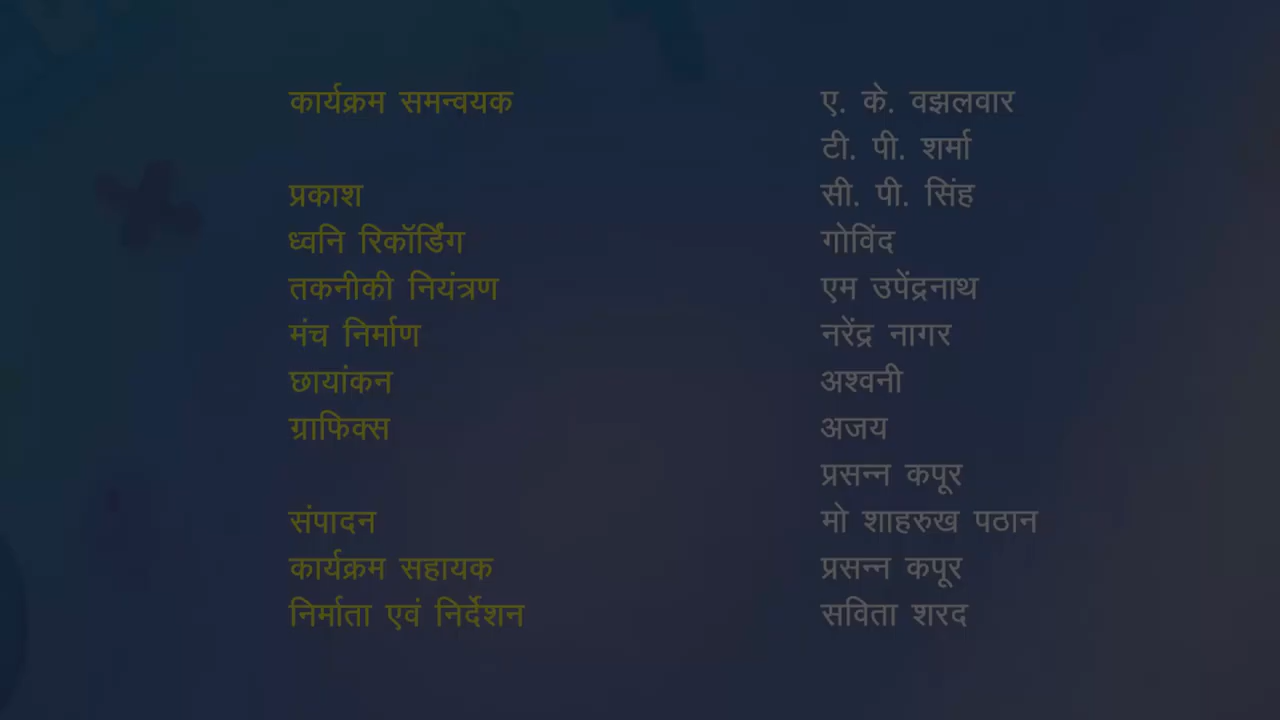 कार्यक्रम समन्वयक ए. के. वझलवार
टी. पी. शर्मा
प्रकाश सी. पी. सिंह
ध्वनि रिकॉर्डिंग गोविंद
तकनीकी नियंत्रण एम उपेंद्रनाथ
मंच निर्माण नरेंद्र नागर
छायांकन अश्वनी
ग्राफिक्स अजय
प्रसन्न कपूर
संपादन मो शाहरुख पठान
कार्यक्रम सहायक प्रसन्न कपूर
निर्माता एवं निर्देशन सविता शरद